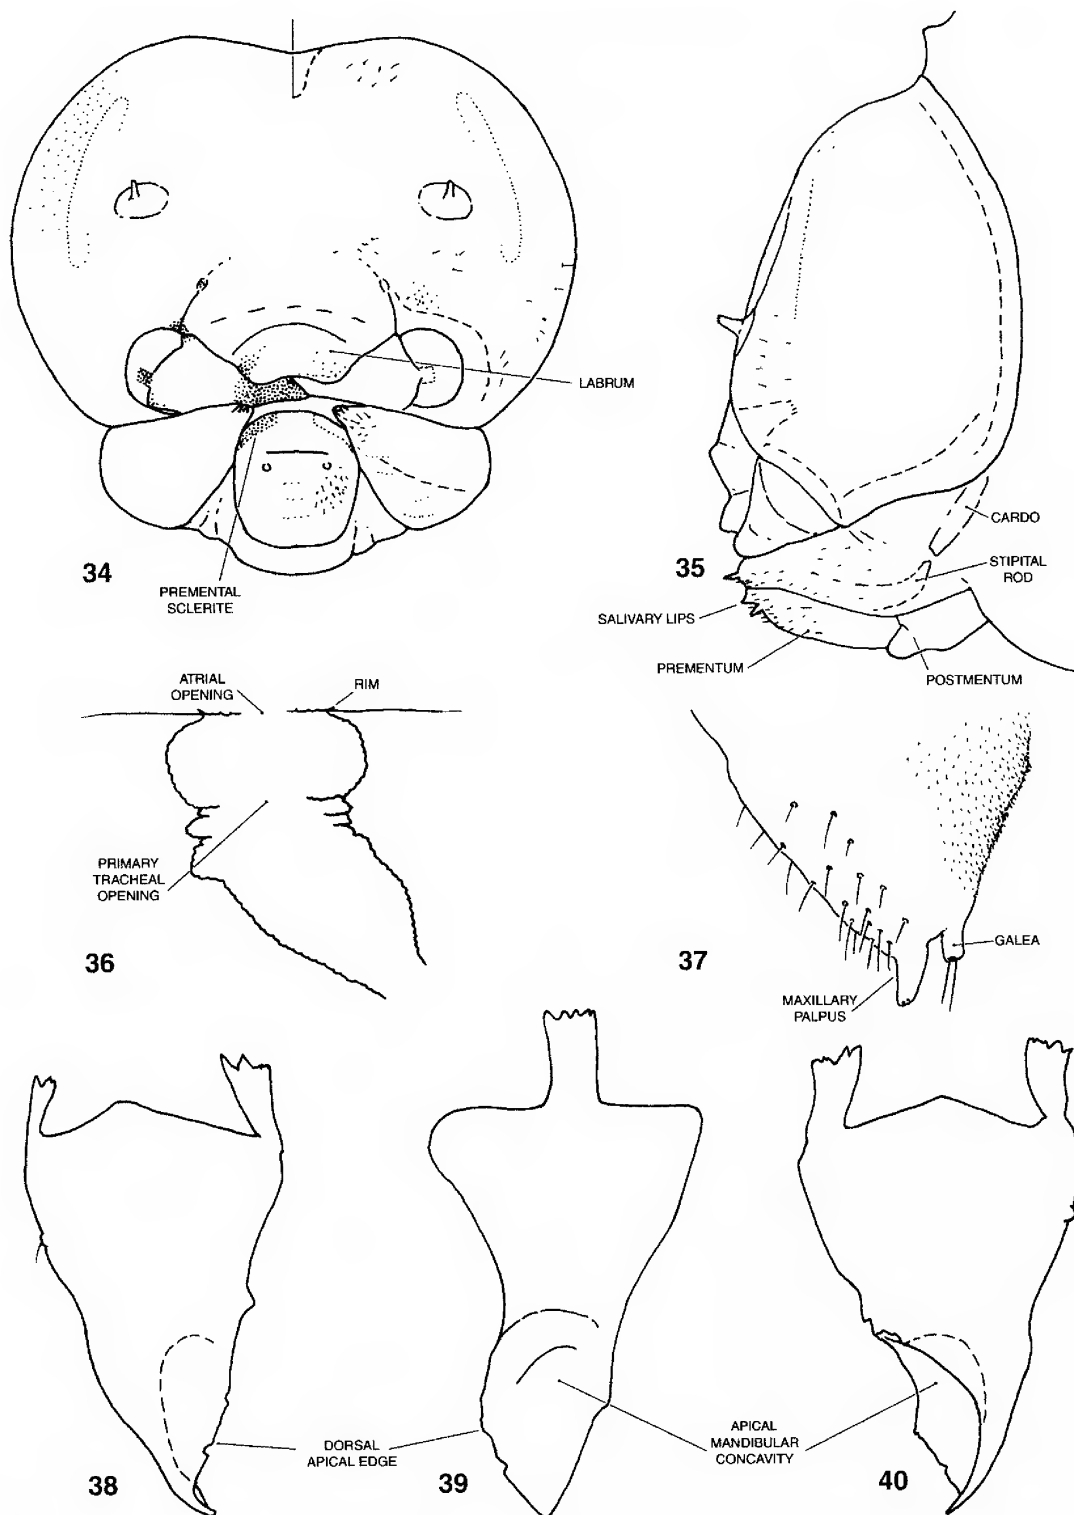 LABRUM
34
PREMENTAL
SCLERITE
CARDO
35
STIPITAL
ROD
SALIVARY LIPS
PREMENTUM
POSTMENTUM
ATRIAL
OPENING
RIM
PRIMARY
TRACHEAL
OPENING
36
37
GALEA
MAXILLARY
PALPUS
DORSAL
APICAL EDGE
APICAL
MANDIBULAR
CONCAVITY
38
39
40